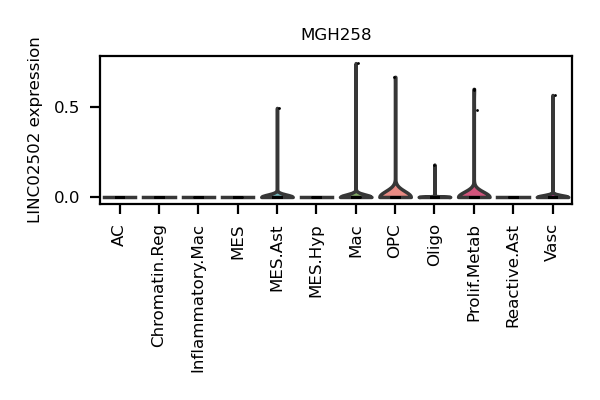 MGH258
LINC02502 expression
0.5
0.0
AC
Chromatin.Reg
Inflammatory.Mac
MES
MES.Ast
MES.Hyp
Mac
OPC
Oligo
Prolif.Metab
Reactive.Ast
Vasc